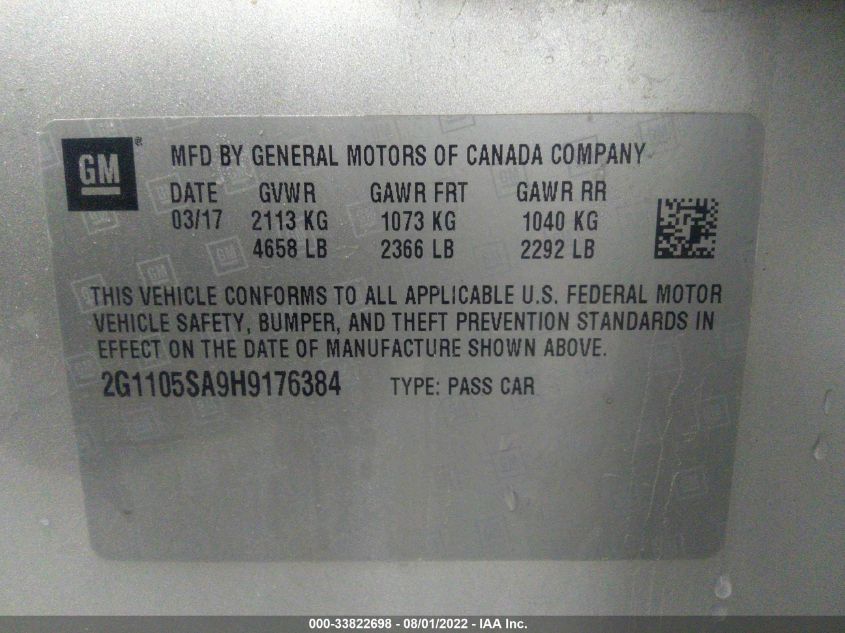 GM ®
MFD BY GENERAL MOTORS OF CANADA COMPANY
DATE GVWR GAWR FRT GAWR RR
03/17 2113 KG 1073 KG 1040 KG
4658 LB 2366 LB 2292 LB
THIS VEHICLE CONFORMS TO ALL APPLICABLE U.S. FEDERAL MOTOR
VEHICLE SAFETY, BUMPER, AND THEFT PREVENTION STANDARDS IN
EFFECT ON THE DATE OF MANUFACTURE SHOWN ABOVE.
2G1105SA9H9176384 TYPE: PASS CAR
000-33822698 - 08/01/2022 - IAA Inc.